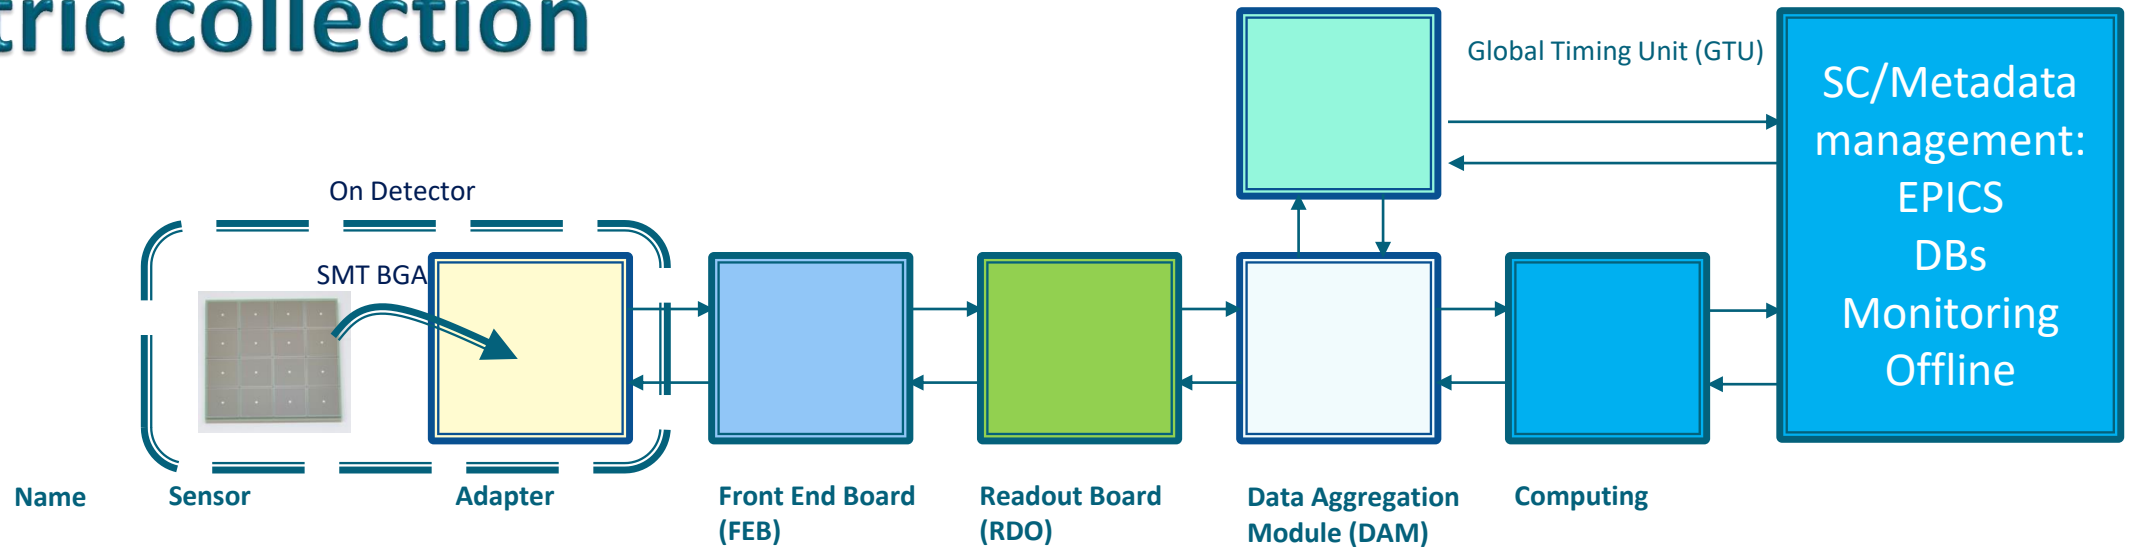 collection
Global Timing Unit (GTU)
SC/Metadata
management:
EPICS
DBs
Monitoring
Offline
On Detector
SMT BGA
Name
Sensor
Adapter
Front End Board
(FEB)
Readout Board
(RDO)
Data Aggregation
Module (DAM)
Computing